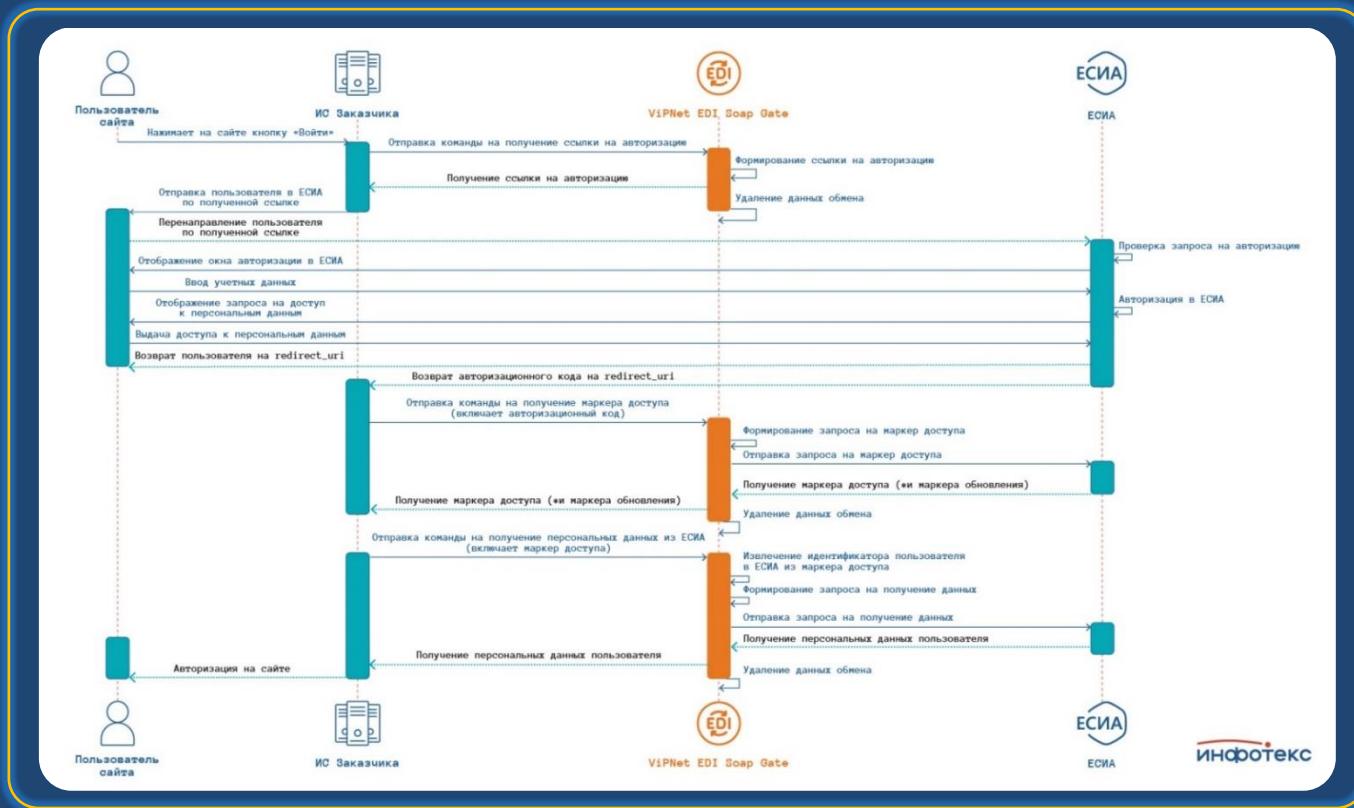 EDI
ЕСИА
Пользователь
сайта
ИС Заказчика
ViPNet EDI Soap Gate
ЕСИА
Нажимает на сайте кнопку «Войти»
Отправка команды на получение ссылки на авторизацию
Формирование ссылки на авторизацию
Получение ссылки на авторизацию
Удаление данных обмена
Отправка пользователя в ЕСИА
по полученной ссылке
Перенаправление пользователя
по полученной ссылке
Проверка запроса на авторизацию
Отображение окна авторизации в ЕСИА
Ввод учетных данных
Отображение запроса на доступ
к персональным данным
Авторизация в ЕСИА
Выдача доступа к персональным данным
Возврат пользователя на redirect_uri
Возврат авторизационного кода на redirect_uri
Отправка команды на получение маркера доступа
(включает авторизационный код)
Формирование запроса на маркер доступа
Отправка запроса на маркер доступа
Получение маркера доступа (*и маркера обновления)
Получение маркера доступа (*и маркера обновления)
Удаление данных обмена
Отправка команды на получение персональных данных из ЕСИА
(включает маркер доступа)
Извлечение идентификатора пользователя
в ЕСИА из маркера доступа
Формирование запроса на получение данных
Отправка запроса на получение данных
Получение персональных данных пользователя
Получение персональных данных пользователя
Авторизация на сайте
Удаление данных обмена
EDI
ЕСИА
Пользователь
сайта
ИС Заказчика
ViPNet EDI Soap Gate
ЕСИА
инфотекс